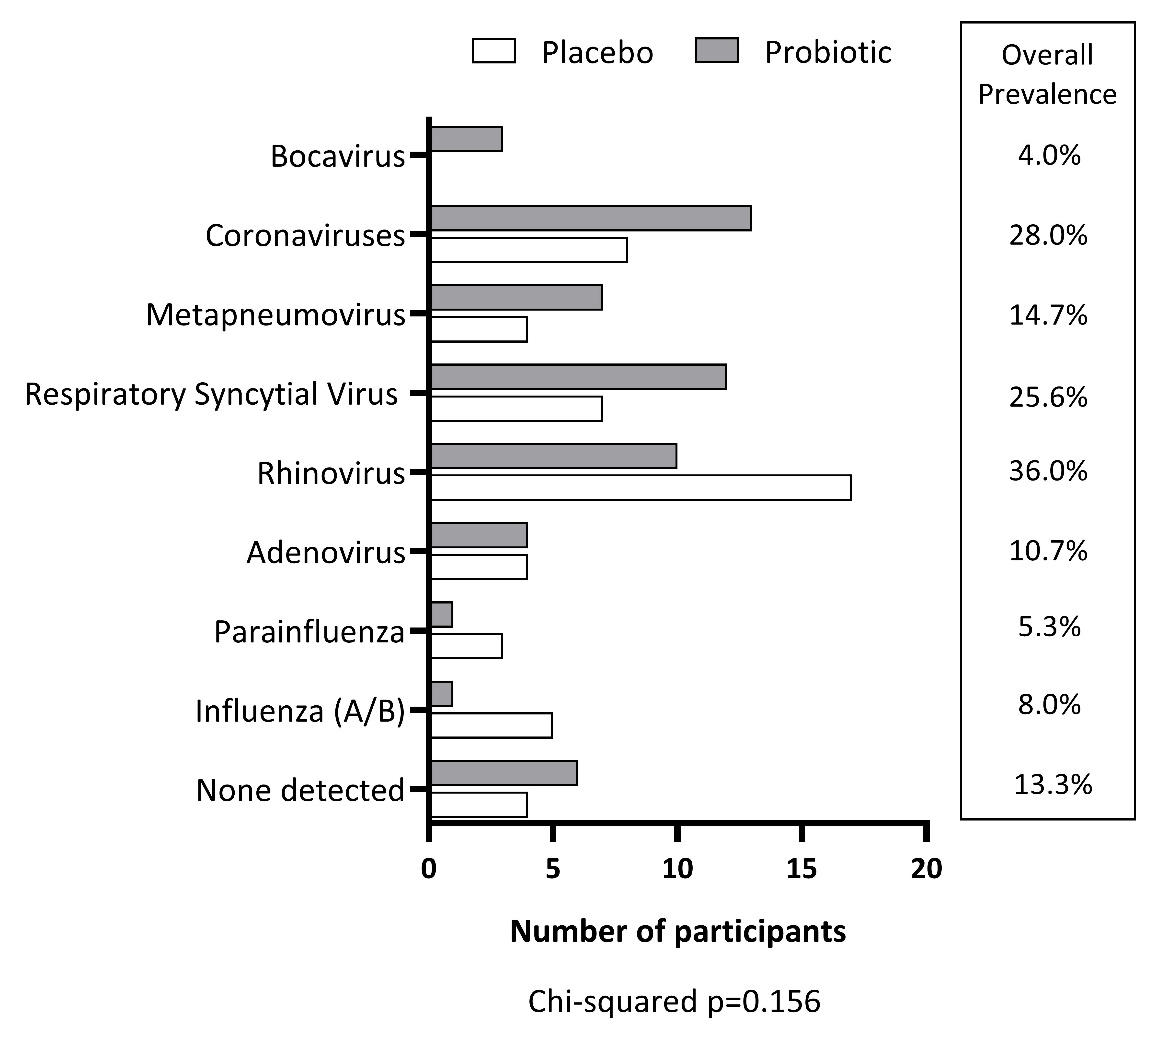 Placebo Probiotic
Overall
Prevalence
Bocavirus 4.0%
Coronaviruses 28.0%
Metapneumovirus 14.7%
Respiratory Syncytial Virus 25.6%
Rhinovirus 36.0%
Adenovirus 10.7%
Parainfluenza 5.3%
Influenza (A/B) 8.0%
None detected 13.3%
0 5 10 15 20
Number of participants
Chi-squared p=0.156